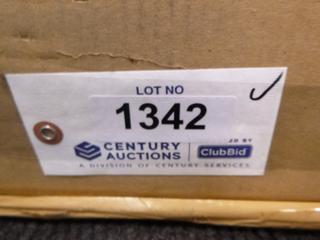 LOT NO
1342
CENTURY
AUCTIONS
ClubBid
A DIVISION OF CENTURY SERVICES